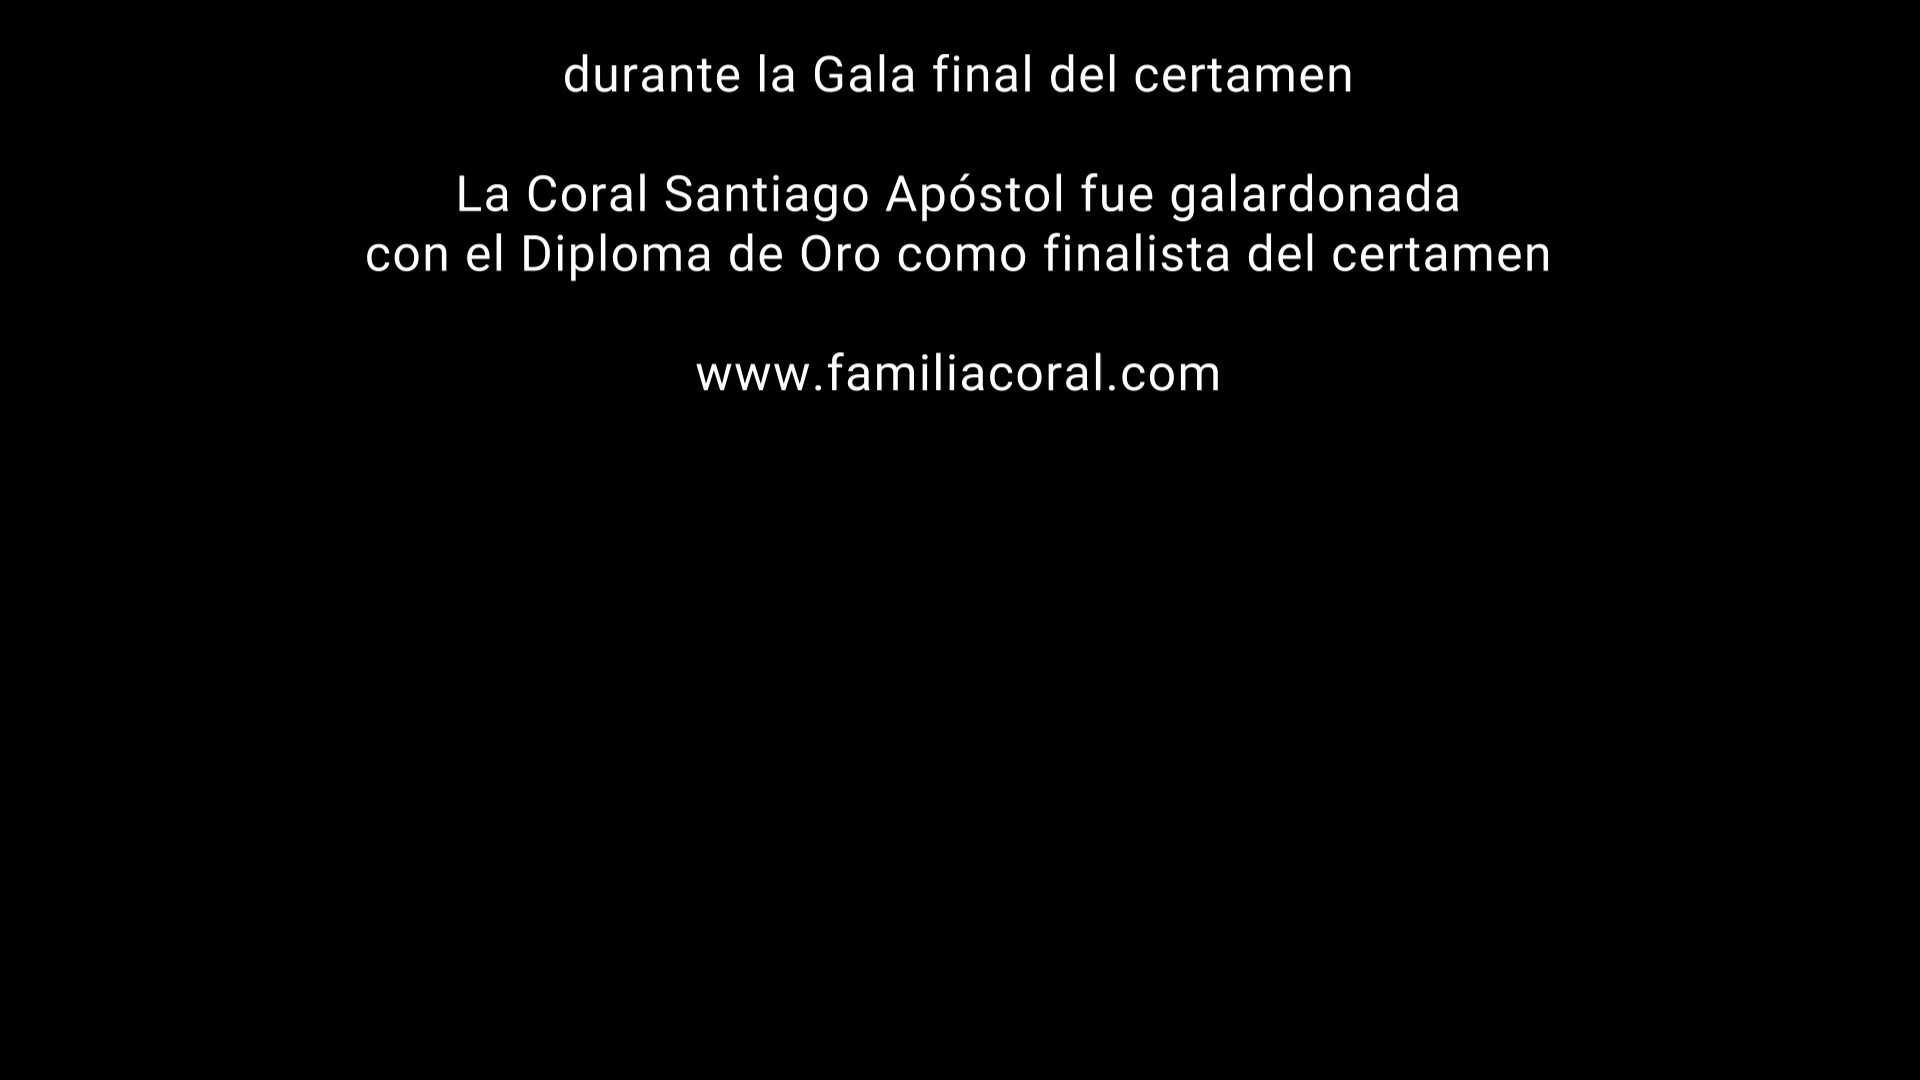 durante la Gala final del certamen
La Coral Santiago Apóstol fue galardonada
con el Diploma de Oro como finalista del certamen
www.familiacoral.com